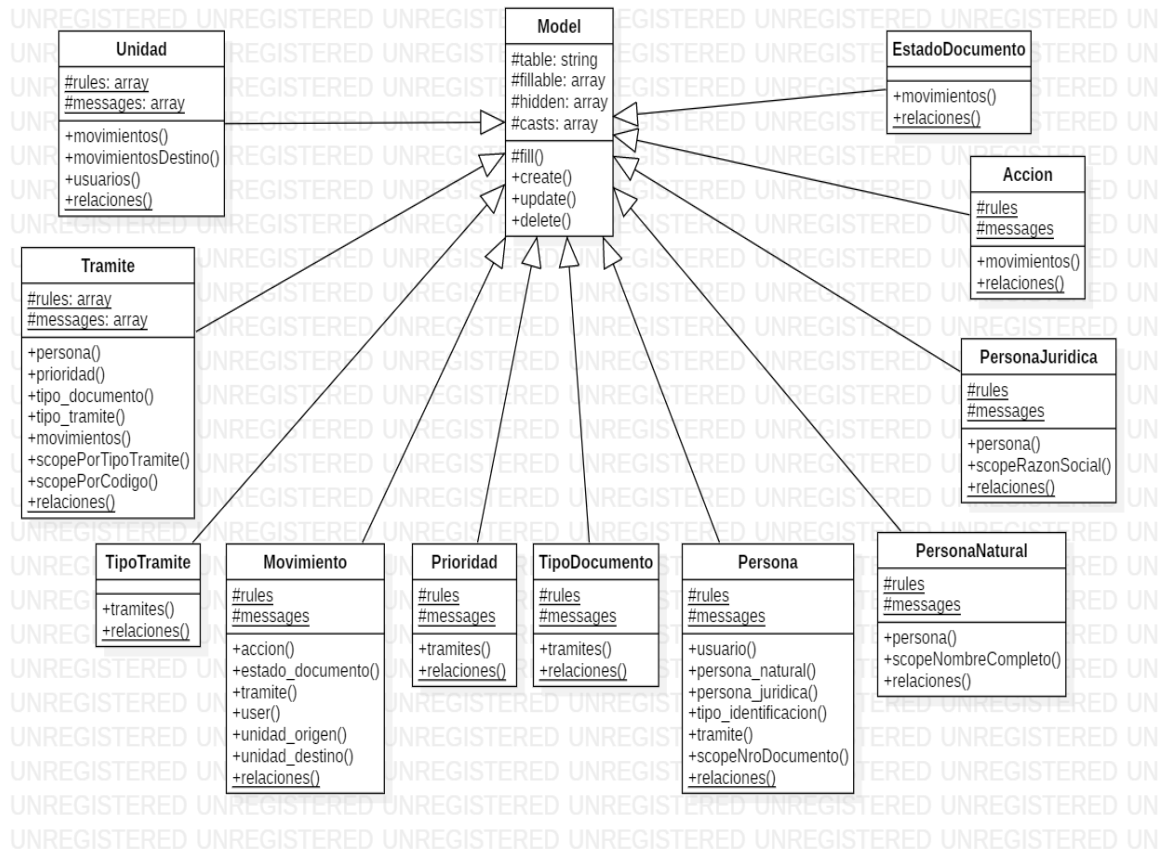 Unidad
#rules: array
#messages: array
+movimientos()
+movimientosDestino()
+usuarios()
+relaciones()
Model
#table: string
#fillable: array
#hidden: array
#casts: array
#fill()
+create()
+update()
+delete()
EstadoDocumento
+movimientos()
+relaciones()
Accion
#rules
#messages
+movimientos()
+relaciones()
Tramite
#rules: array
#messages: array
+persona()
+prioridad()
+tipo_documento()
+tipo_tramite()
+movimientos()
+scopePorTipoTramite()
+scopePorCodigo()
+relaciones()
PersonaJuridica
#rules
#messages
+persona()
+scopeRazonSocial()
+relaciones()
TipoTramite
+tramites()
+relaciones()
Movimiento
#rules
#messages
+accion()
+estado_documento()
+tramite()
+user()
+unidad_origen()
+unidad_destino()
+relaciones()
Prioridad
#rules
#messages
+tramites()
+relaciones()
TipoDocumento
#rules
#messages
+tramites()
+relaciones()
Persona
#rules
#messages
+usuario()
+persona_natural()
+persona_juridica()
+tipo_identificacion()
+tramite()
+scopeNroDocumento()
+relaciones()
PersonaNatural
#rules
#messages
+persona()
+scopeNombreCompleto()
+relaciones()
UNREGISTERED